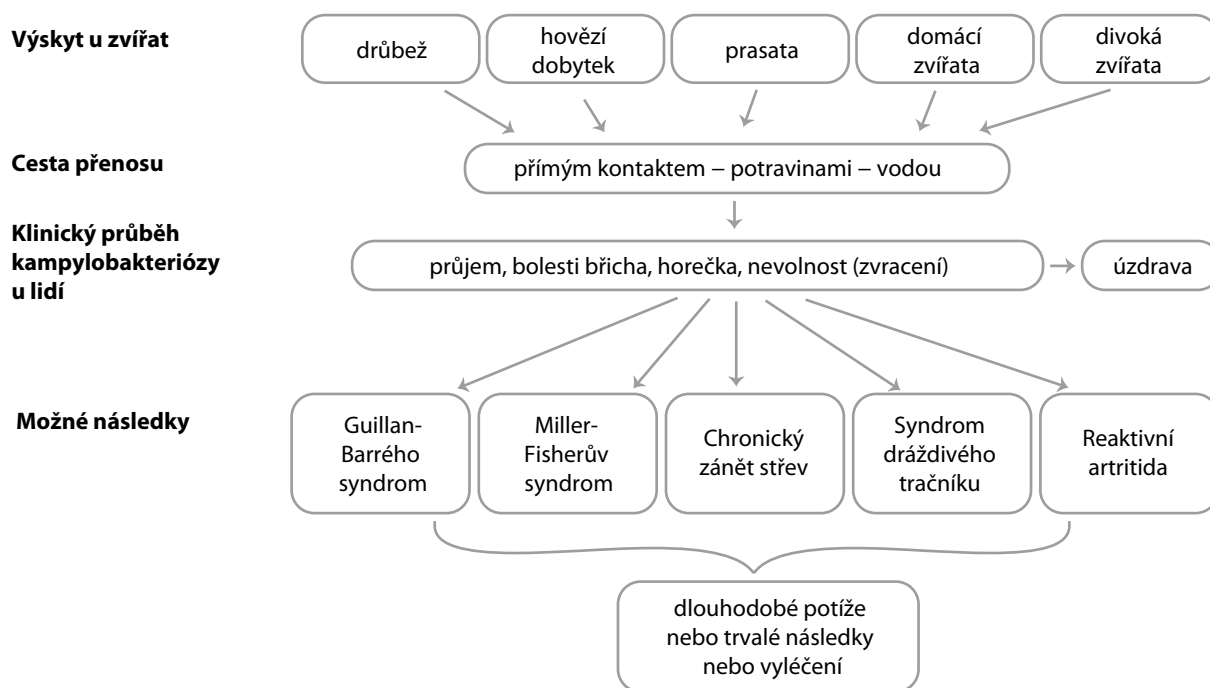 Výskyt u zvířat
drůbež
hovězí
dobytek
prasata
domácí
zvířata
divoká
zvířata
Cesta přenosu
přímým kontaktem – potravinami – vodou
Klinický průběh
kampylobakteriózy
u lidí
průjem, bolesti břicha, horečka, nevolnost (zvracení)
úzdrava
Možné následky
Guillan-
Barrého
syndrom
Miller-
Fisherův
syndrom
Chronický
zánět střev
Syndrom
dráždivého
tračníku
Reaktivní
artritida
dlouhodobé potíže
nebo trvalé následky
nebo vyléčení